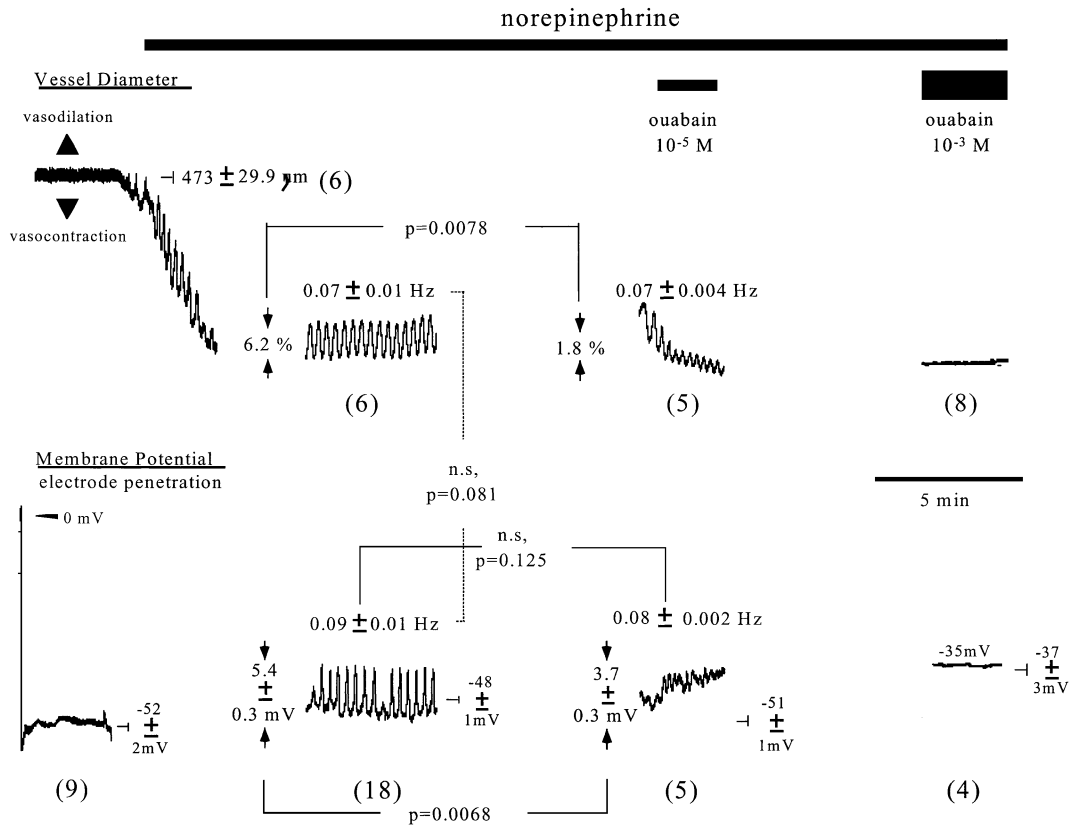 norepinephrine
Vessel Diameter
vasodilation
vasocontraction
ouabain
10-5 M
ouabain
10-3 M
473 ± 29.9 μm (6)
p=0.0078
0.07 ± 0.01 Hz
0.07 ± 0.004 Hz
6.2 %
1.8 %
(6)
(5)
(8)
Membrane Potential
electrode penetration
0 mV
n.s,
p=0.081
5 min
n.s,
p=0.125
0.09 ± 0.01 Hz
0.08 ± 0.002 Hz
5.4
±
0.3 mV
-48
±
1mV
3.7
±
0.3 mV
-51
±
1mV
-35mV
-37
±
3mV
-52
±
2mV
(9)
(18)
(5)
(4)
p=0.0068